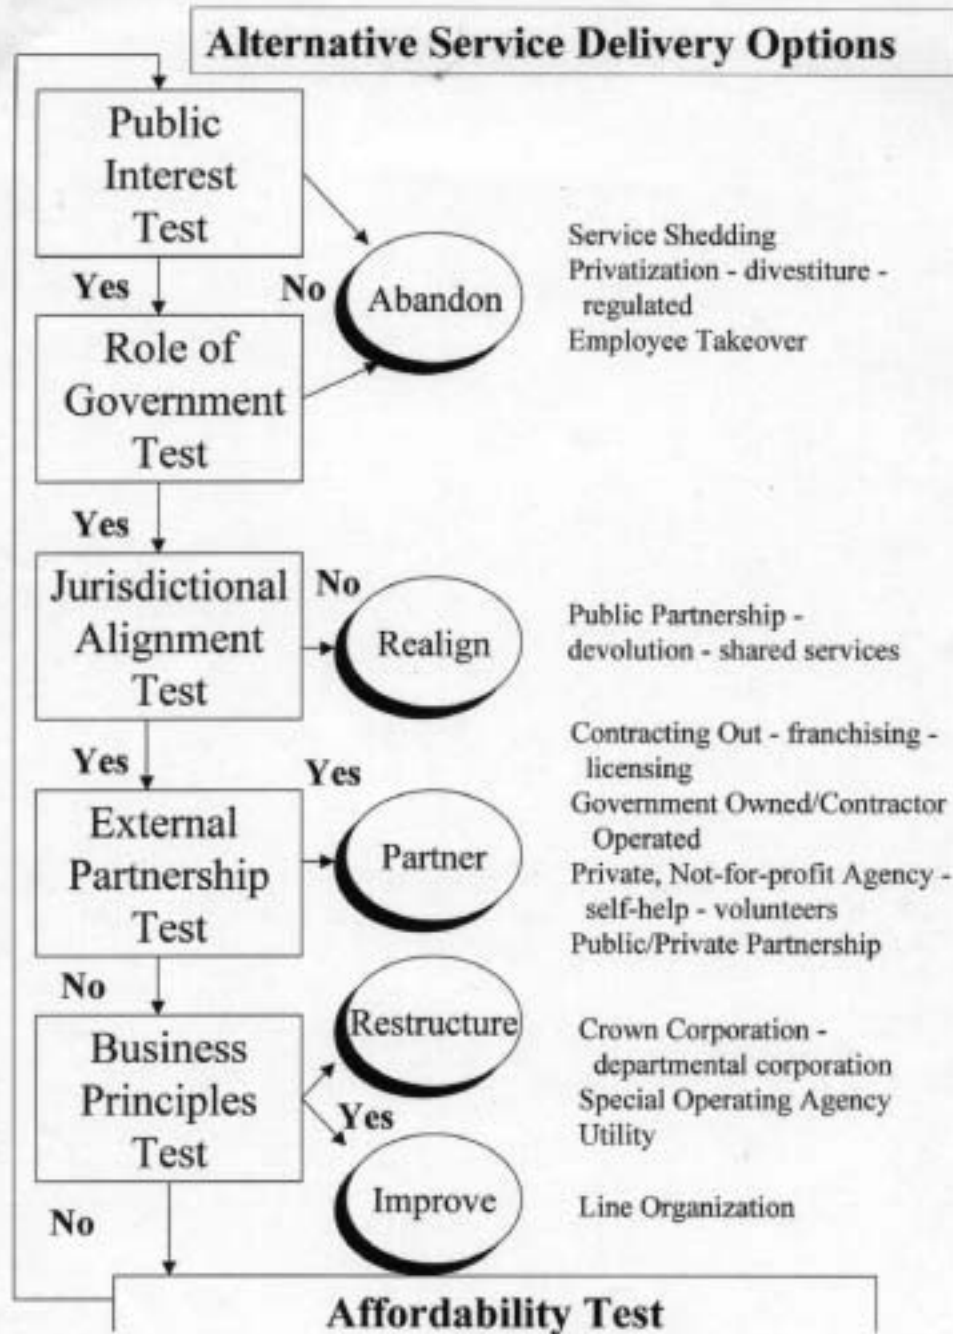 Alternative Service Delivery Options
Public
Interest
Test
Yes
No
Abandon
Service Shedding
Privatization - divestiture -
regulated
Employee Takeover
Role of
Government
Test
Yes
Jurisdictional
Alignment
Test
No
Realign
Public Partnership -
devolution - shared services
Yes
External
Partnership
Test
Yes
Partner
Contracting Out - franchising -
licensing
Government Owned/Contractor
Operated
Private, Not-for-profit Agency -
self-help - volunteers
Public/Private Partnership
No
Business
Principles
Test
Restructure
Crown Corporation -
departmental corporation
Special Operating Agency
Utility
Yes
Improve
Line Organization
No
Affordability Test